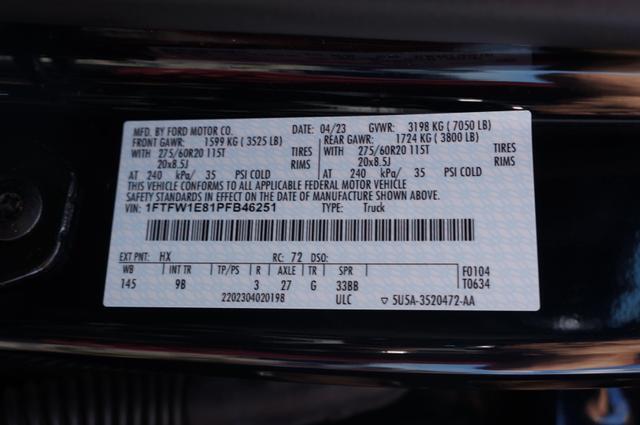 MFD. BY FORD MOTOR CO. DATE: 04/23 GVWR: 3198 KG ( 7050 LB)
FRONT GAWR: 1599 KG ( 3525 LB) REAR GAWR: 1724 KG ( 3800 LB)
WITH 275/60R20 115T TIRES WITH 275/60R20 115T TIRES
20x8.5J RIMS 20x8.5J RIMS
AT 240 kPa/ 35 PSI COLD AT 240 kPa/ 35 PSI COLD
THIS VEHICLE CONFORMS TO ALL APPLICABLE FEDERAL MOTOR VEHICLE
SAFETY STANDARDS IN EFFECT ON THE DATE OF MANUFACTURE SHOWN ABOVE.
VIN: 1FTFW1E81PFB46251 TYPE: Truck
EXT PNT: HX RC: 72 DSO:
WB INT TR TP/PS R AXLE TR SPR F0104
145 9B 3 27 G 33BB T0634
2202304020198 ULC ▽ 5U5A-3520472-AA